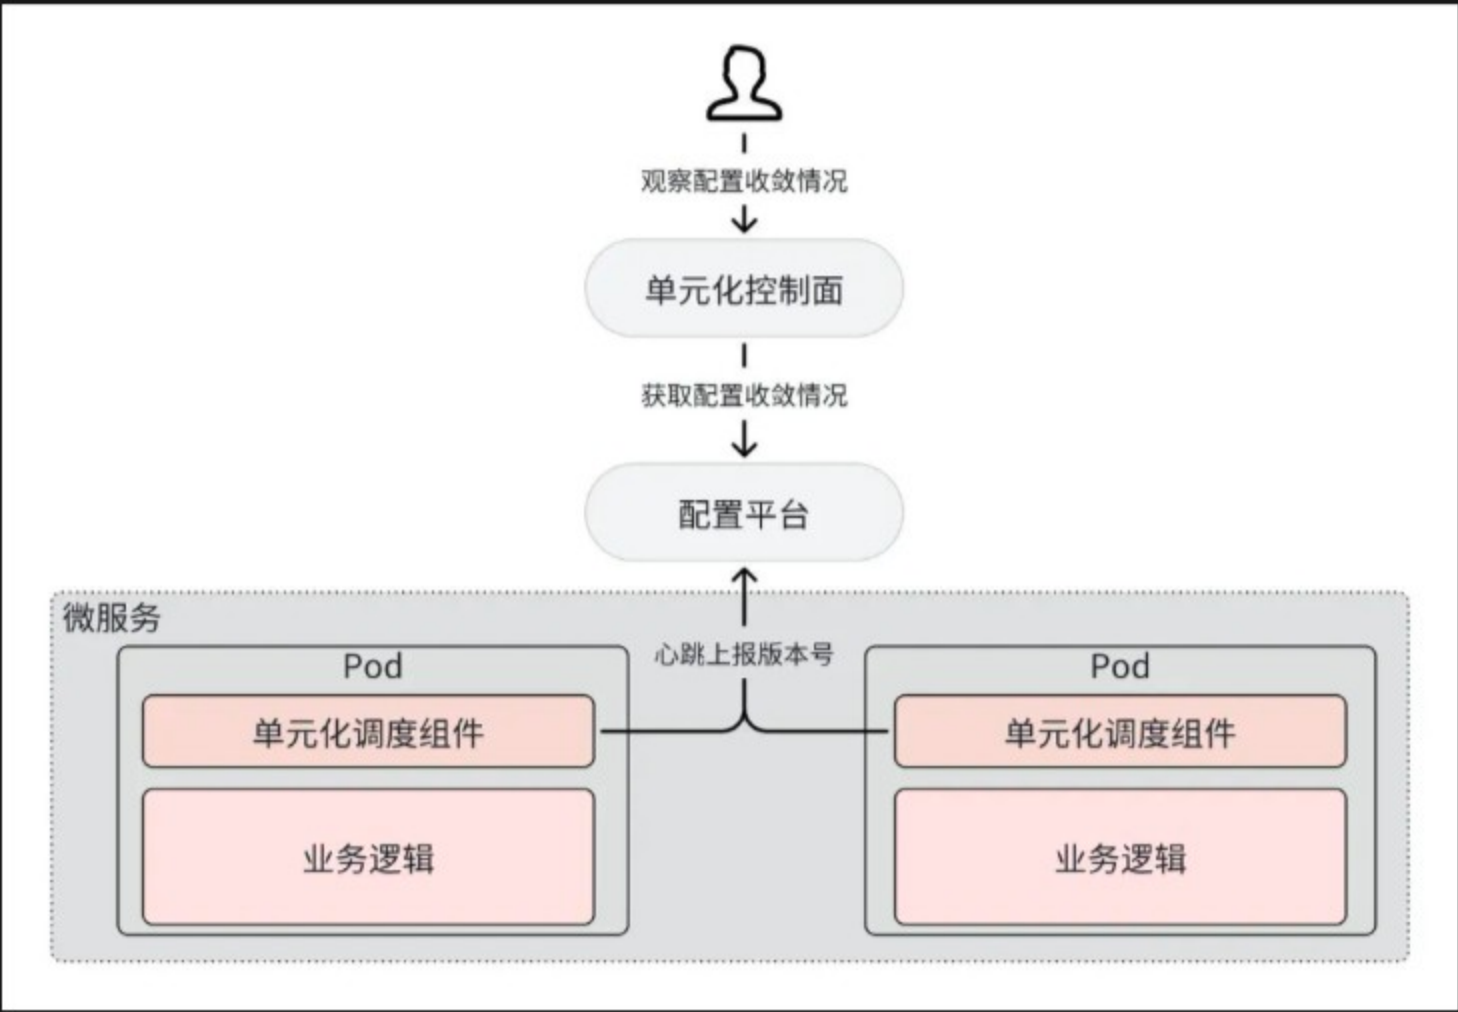 观察配置收敛情况
单元化控制面
获取配置收敛情况
配置平台
微服务
心跳上报版本号
Pod
单元化调度组件
业务逻辑
Pod
单元化调度组件
业务逻辑